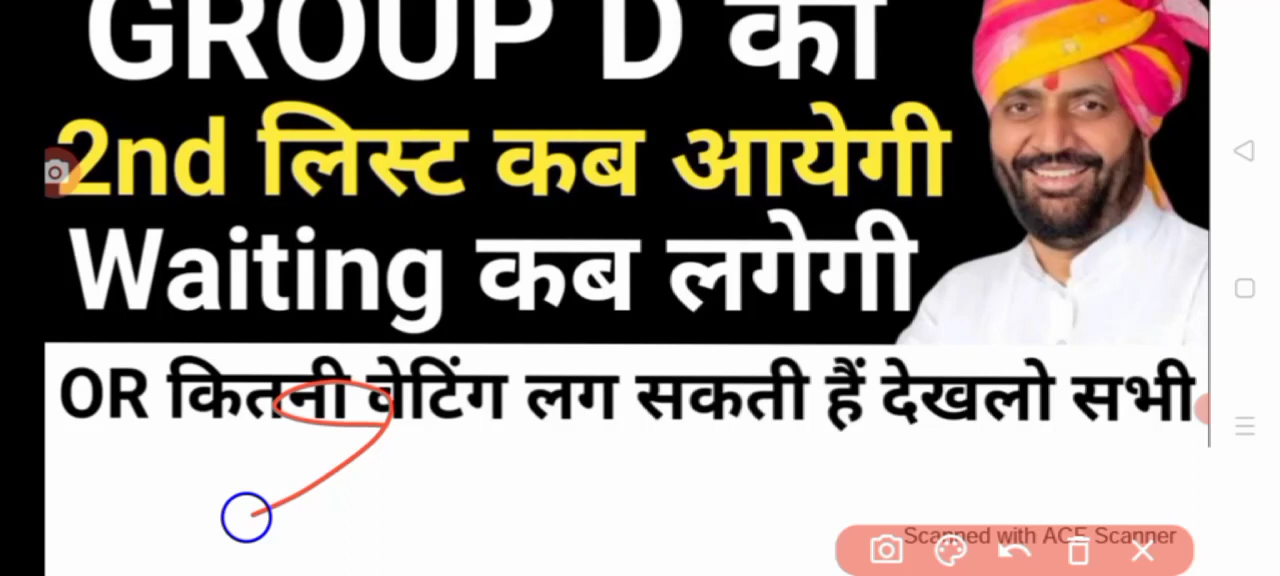 GROUP D का
2nd लिस्ट कब आयेगी
Waiting कब लगेगी
OR कितनी वेटिंग लग सकती हैं देखलो सभी
Scanned with ACE Scanner